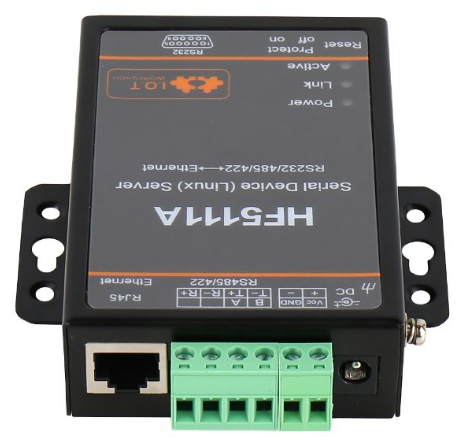 DC
Vcc GND B A
+ - T- T+ R- R+
RS485/422
RJ45
Ethernet
HF5111A
Serial Device (Linux) Server
RS232/485/422←→Ethernet
Power
Link
Active
IOT
Reset
Protect
off on
RS232